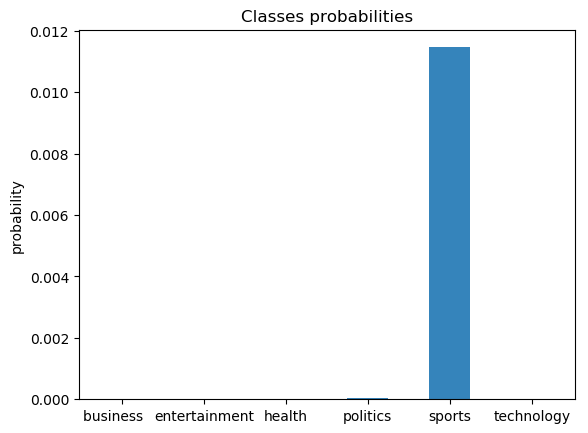 Classes probabilities
probability
0.012
0.010
0.008
0.006
0.004
0.002
0.000
business entertainment health politics sports technology